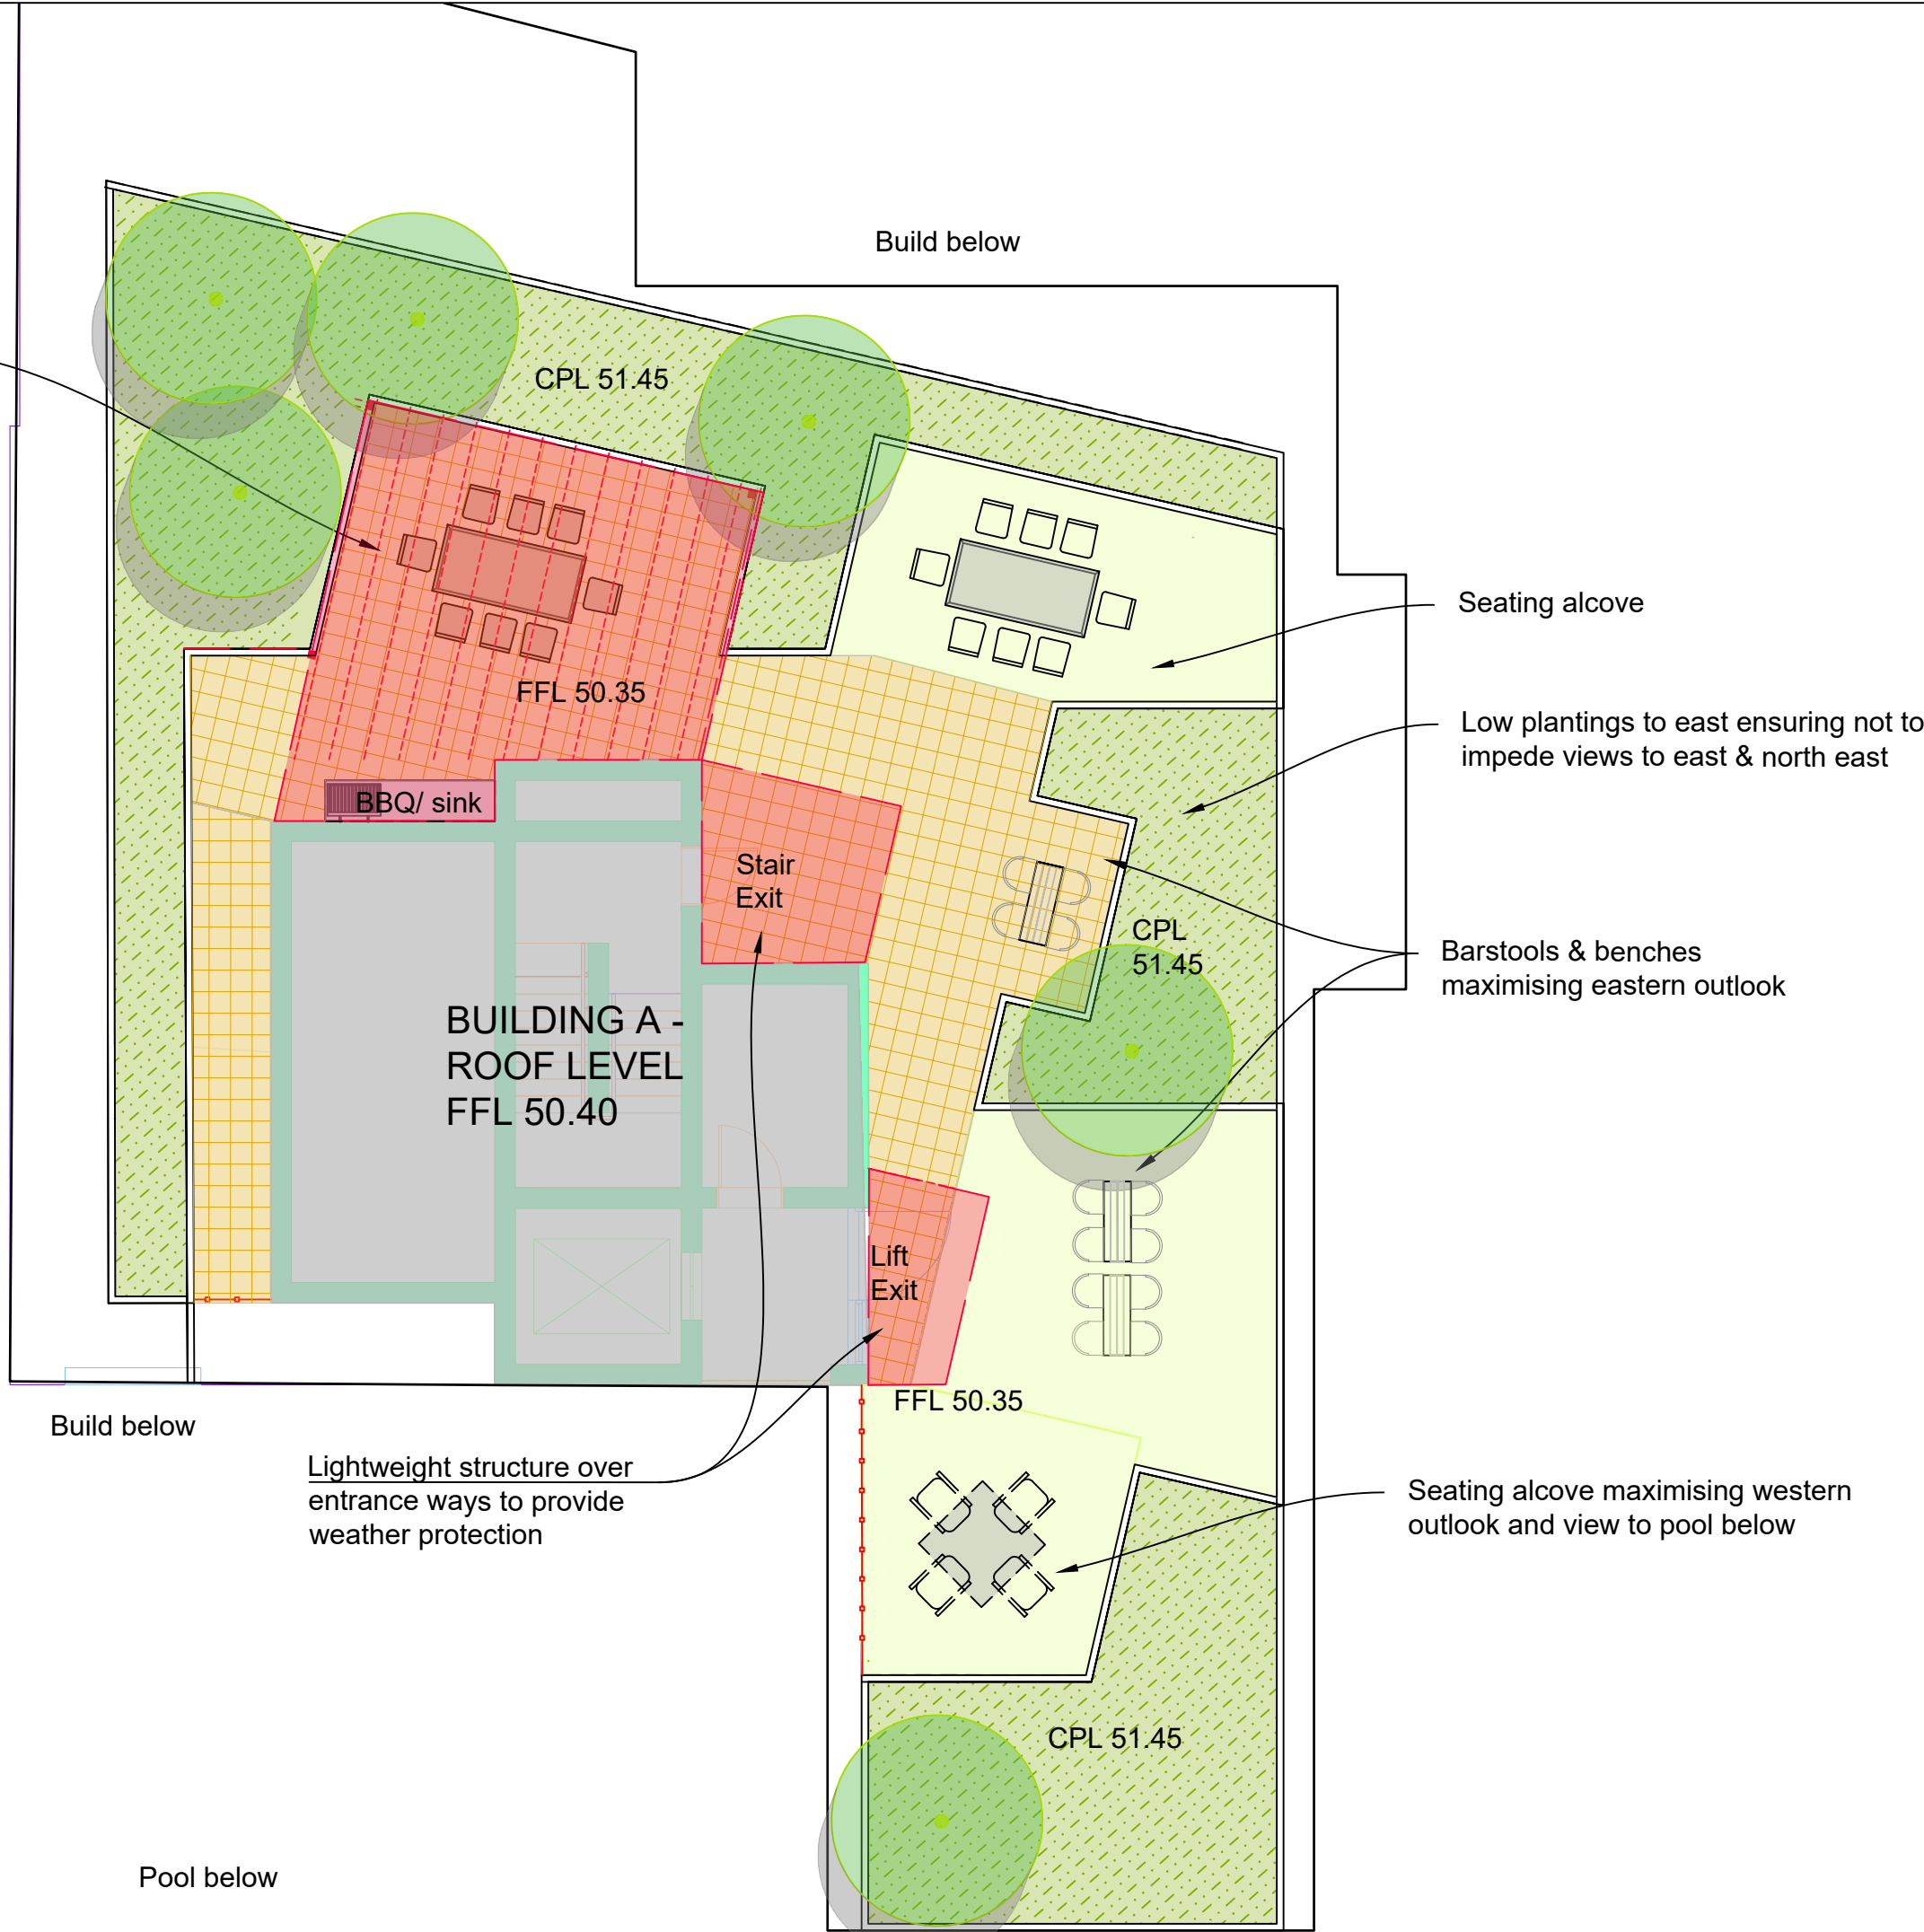 Build below
CPL 51.45
Seating alcove
FFL 50.35
Low plantings to east ensuring not to
impede views to east & north east
BBQ/ sink
Stair
Exit
CPL
51.45
Barstools & benches
maximising eastern outlook
BUILDING A -
ROOF LEVEL
FFL 50.40
Lift
Exit
FFL 50.35
Build below
Lightweight structure over
entrance ways to provide
weather protection
Seating alcove maximising western
outlook and view to pool below
CPL 51.45
Pool below